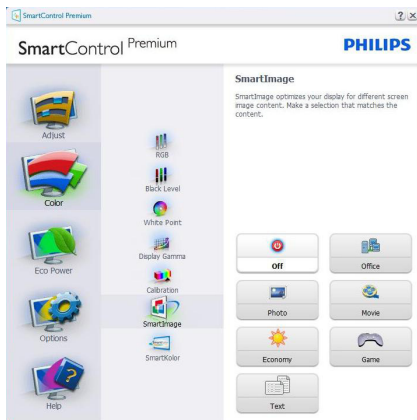 SmartControl Premium
SmartControl Premium
PHILIPS
Adjust
Color
Eco Power
Options
Help
RGB
Black Level
White Point
Display Gamma
Calibration
SmartImage
SmartKolor
SmartImage
SmartImage optimizes your display for different screen
image content. Make a selection that matches the
content.
Off
Office
Photo
Movie
Economy
Game
Text